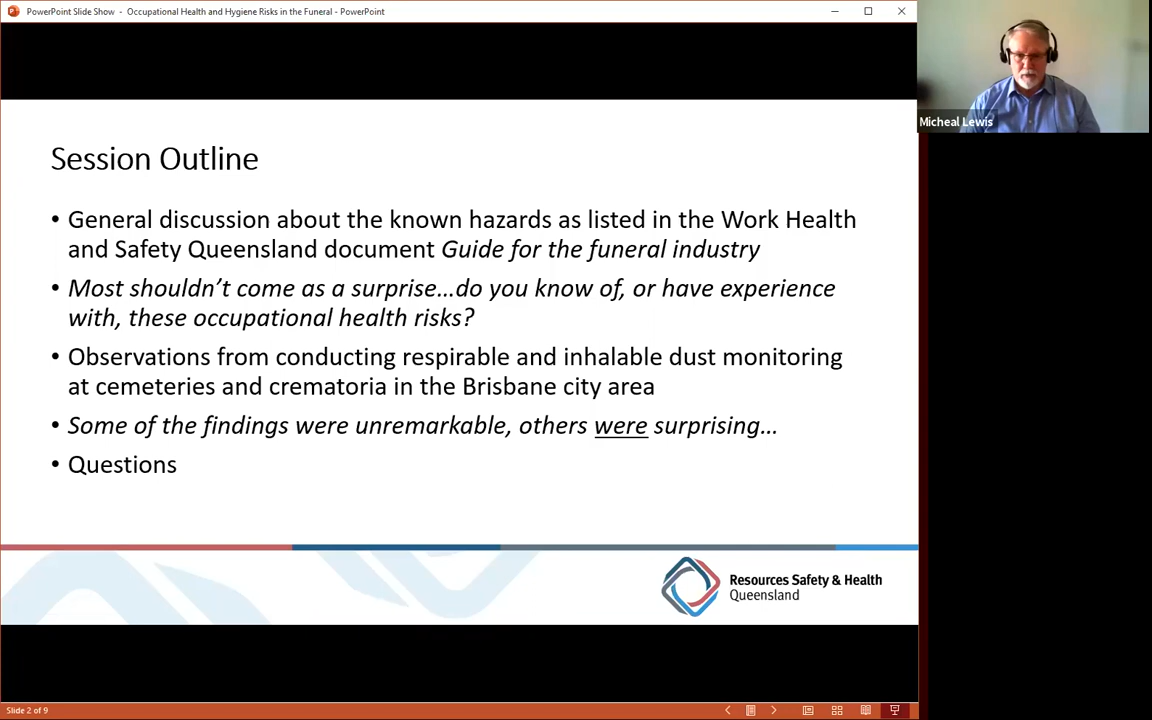 PowerPoint Slide Show - Occupational Health and Hygiene Risks in the Funeral - PowerPoint
Micheal Lewis
Session Outline
• General discussion about the known hazards as listed in the Work Health
and Safety Queensland document Guide for the funeral industry
• Most shouldn't come as a surprise...do you know of, or have experience
with, these occupational health risks?
• Observations from conducting respirable and inhalable dust monitoring
at cemeteries and crematoria in the Brisbane city area
• Some of the findings were unremarkable, others were surprising...
• Questions
Resources Safety & Health
Queensland
Slide 2 of 9